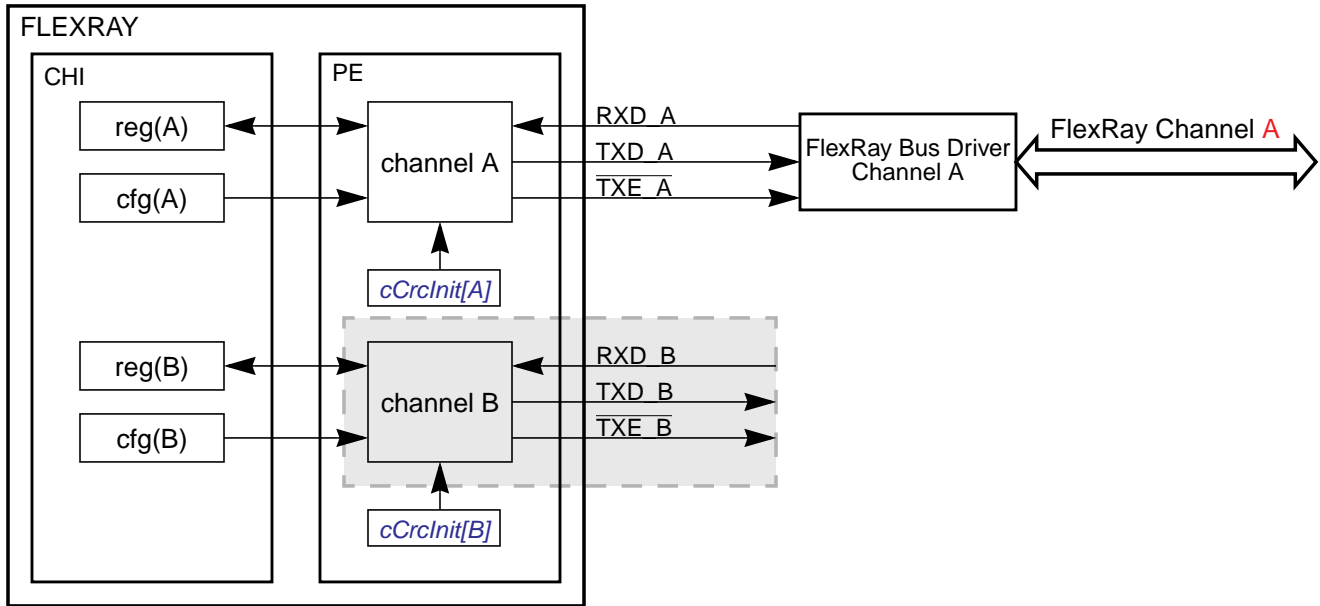 FLEXRAY
CHI
PE
reg(A)
channel A
RXD_A
TXD_A
TXE_A
FlexRay Bus Driver
Channel A
FlexRay Channel A
cfg(A)
cCrcInit[A]
reg(B)
channel B
RXD_B
TXD_B
TXE_B
cfg(B)
cCrcInit[B]